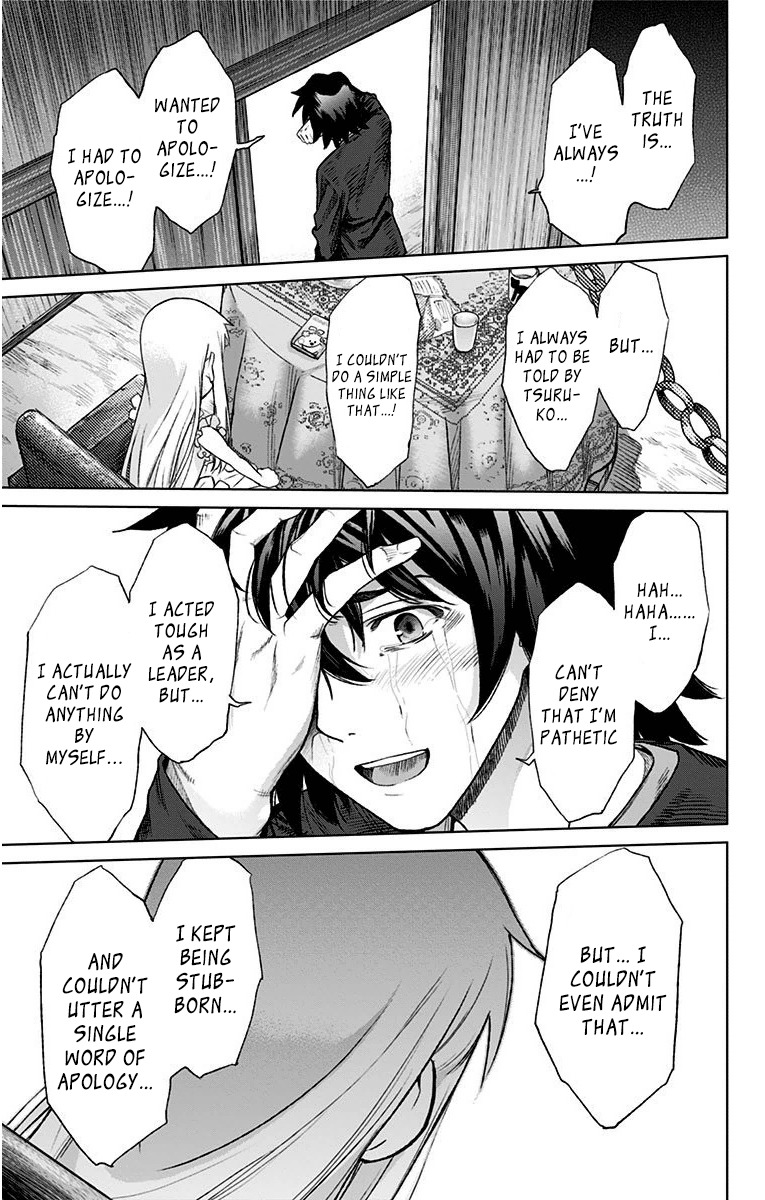 THE
TRUTH
IS...
I'VE
ALWAYS
...!
WANTED
TO
APOLO-
GIZE...!
I HAD TO
APOLO-
GIZE...!
BUT...
I ALWAYS
HAD TO BE
TOLD BY
TSURU-
KO...
I COULDN'T
DO A SIMPLE
THING LIKE
THAT...!
HAH...
HAHA......
I...
CAN'T
DENY
THAT I'M
PATHETIC
I ACTED
TOUGH
AS A
LEADER,
BUT...
I ACTUALLY
CAN'T DO
ANYTHING
BY
MYSELF...
BUT... I
COULDN'T
EVEN ADMIT
THAT...
I KEPT
BEING
STUB-
BORN...
AND
COULDN'T
UTTER A
SINGLE
WORD OF
APOLOGY...